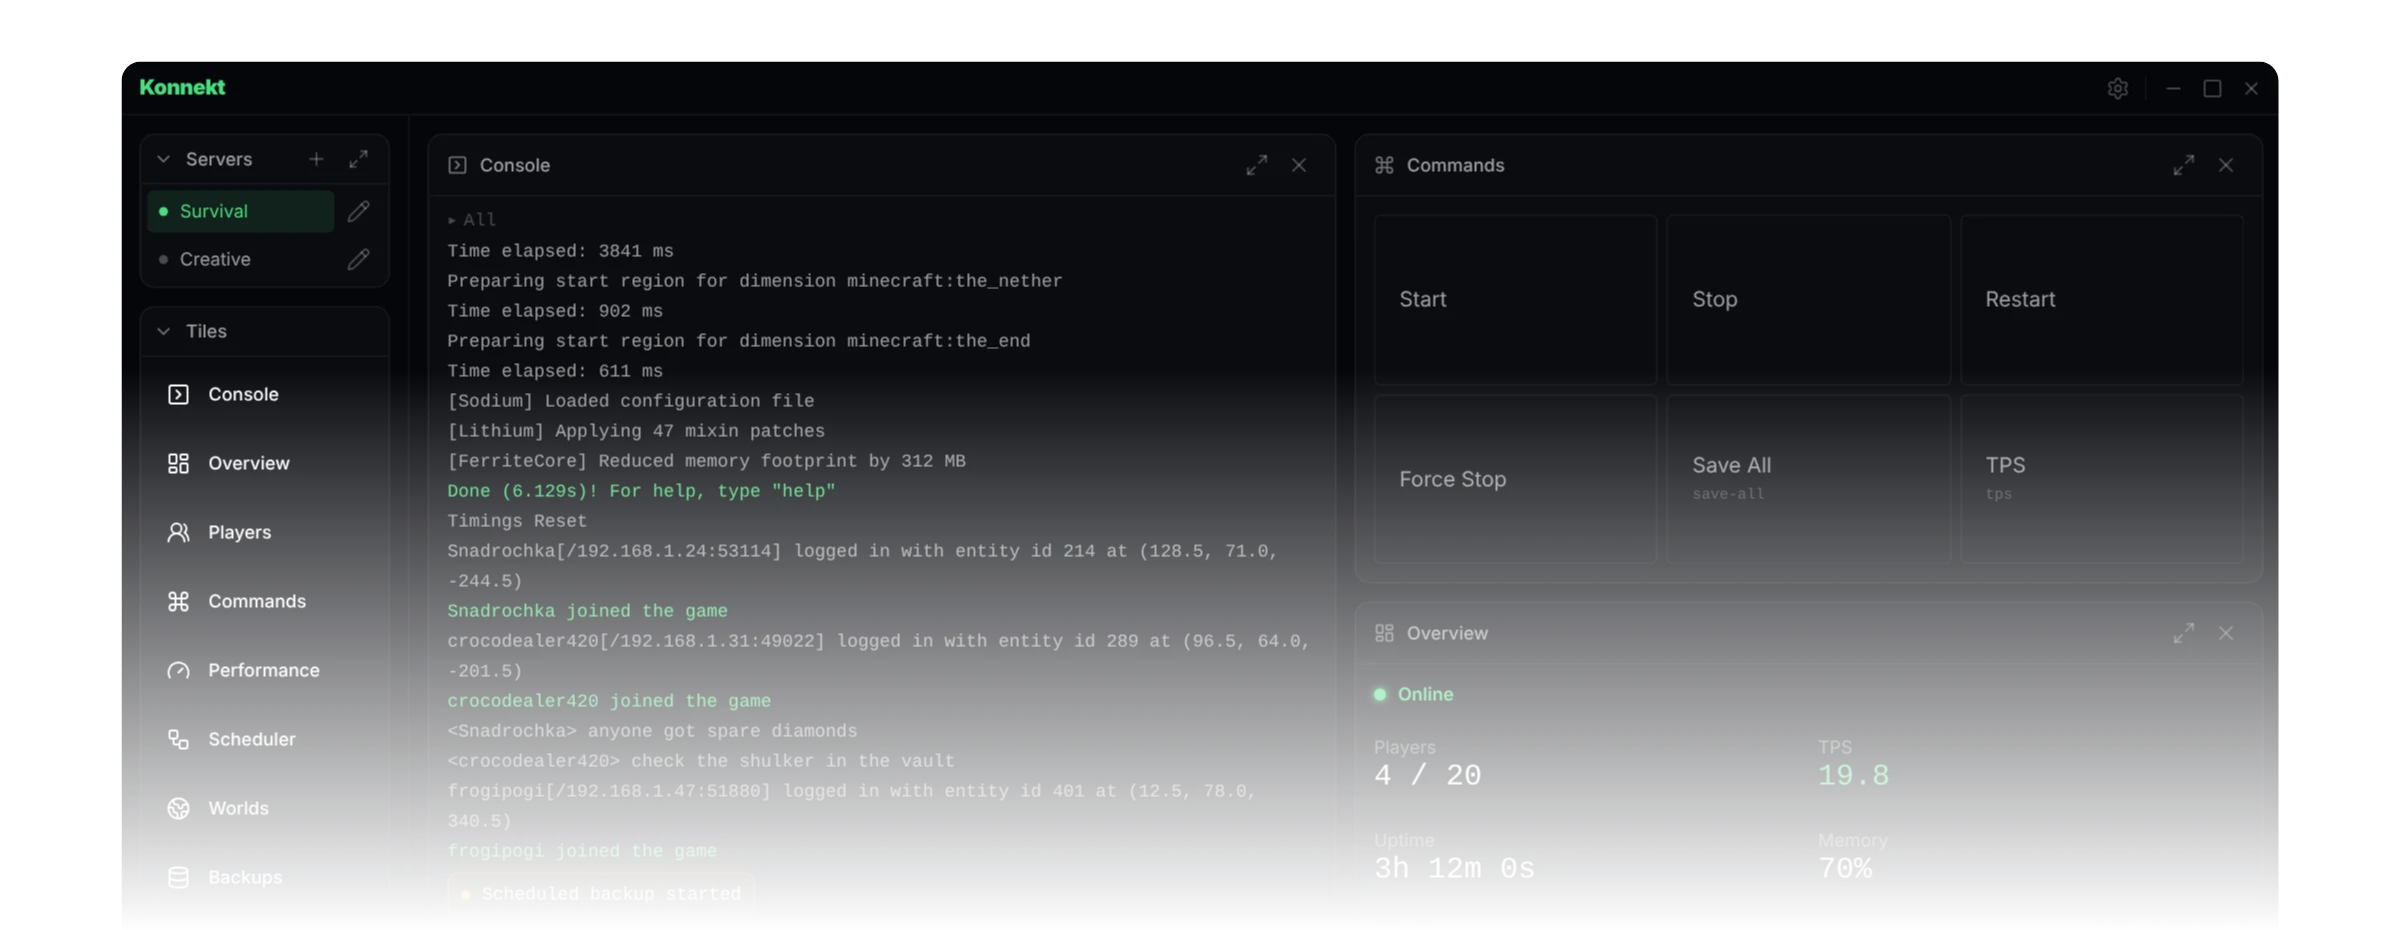 Konnekt
Servers
Survival
Creative
Tiles
Console
Overview
Players
Commands
Performance
Scheduler
Worlds
Backups
Console
All
Time elapsed: 3841 ms
Preparing start region for dimension minecraft:the_nether
Time elapsed: 902 ms
Preparing start region for dimension minecraft:the_end
Time elapsed: 611 ms
[Sodium] Loaded configuration file
[Lithium] Applying 47 mixin patches
[FerriteCore] Reduced memory footprint by 312 MB
Done (6.129s)! For help, type "help"
Timings Reset
Snadrochka[/192.168.1.24:53114] logged in with entity id 214 at (128.5, 71.0,
-244.5)
Snadrochka joined the game
crocodealer420[/192.168.1.31:49022] logged in with entity id 289 at (96.5, 64.0,
-201.5)
crocodealer420 joined the game
<Snadrochka> anyone got spare diamonds
<crocodealer420> check the shulker in the vault
frogipogi[/192.168.1.47:51880] logged in with entity id 401 at (12.5, 78.0,
340.5)
frogipogi joined the game
Scheduled backup started
Commands
Start
Stop
Restart
Force Stop
Save All
save-all
TPS
tps
Overview
Online
Players
4 / 20
TPS
19.8
Uptime
3h 12m 0s
Memory
70%